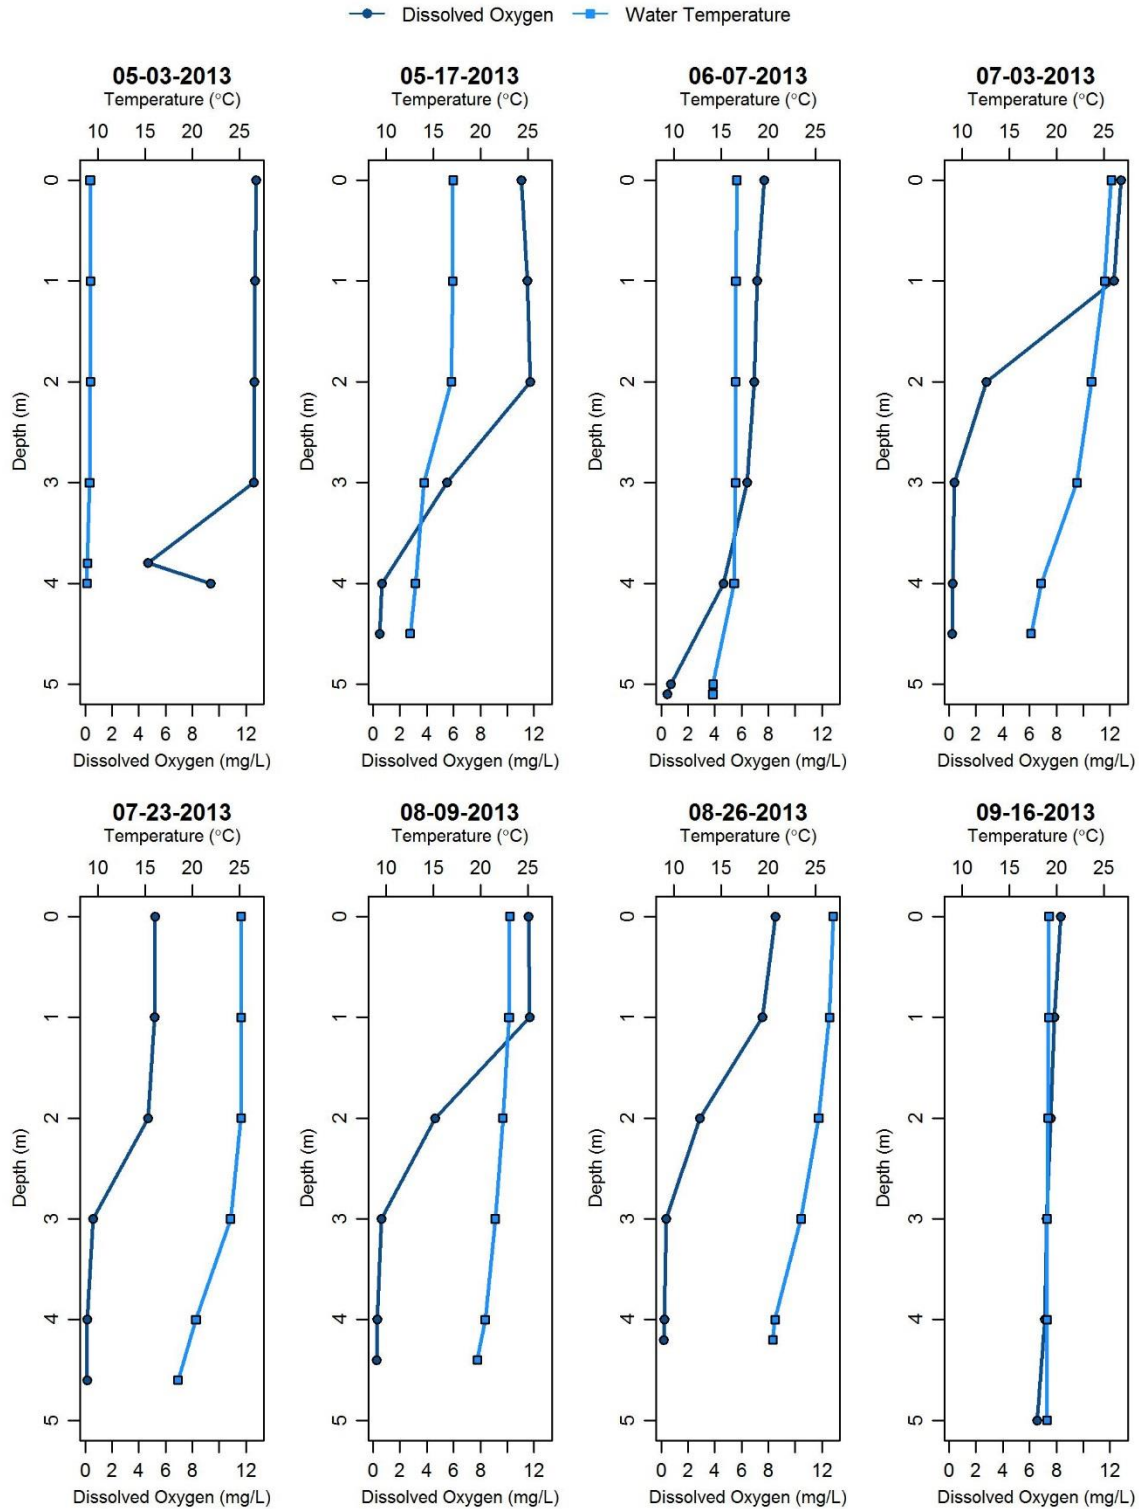 Dissolved Oxygen Water Temperature
05-03-2013 05-17-2013 06-07-2013 07-03-2013
Temperature (°C) Temperature (°C) Temperature (°C) Temperature (°C)
10 15 20 25 10 15 20 25 10 15 20 25 10 15 20 25
0 0 0 0
1 1 1 1
2 2 2 2
Depth (m) Depth (m) Depth (m) Depth (m)
3 3 3 3
4 4 4 4
5 5 5 5
0 2 4 6 8 12 0 2 4 6 8 12 0 2 4 6 8 12 0 2 4 6 8 12
Dissolved Oxygen (mg/L) Dissolved Oxygen (mg/L) Dissolved Oxygen (mg/L) Dissolved Oxygen (mg/L)
07-23-2013 08-09-2013 08-26-2013 09-16-2013
Temperature (°C) Temperature (°C) Temperature (°C) Temperature (°C)
10 15 20 25 10 15 20 25 10 15 20 25 10 15 20 25
0 0 0 0
1 1 1 1
2 2 2 2
Depth (m) Depth (m) Depth (m) Depth (m)
3 3 3 3
4 4 4 4
5 5 5 5
0 2 4 6 8 12 0 2 4 6 8 12 0 2 4 6 8 12 0 2 4 6 8 12
Dissolved Oxygen (mg/L) Dissolved Oxygen (mg/L) Dissolved Oxygen (mg/L) Dissolved Oxygen (mg/L)